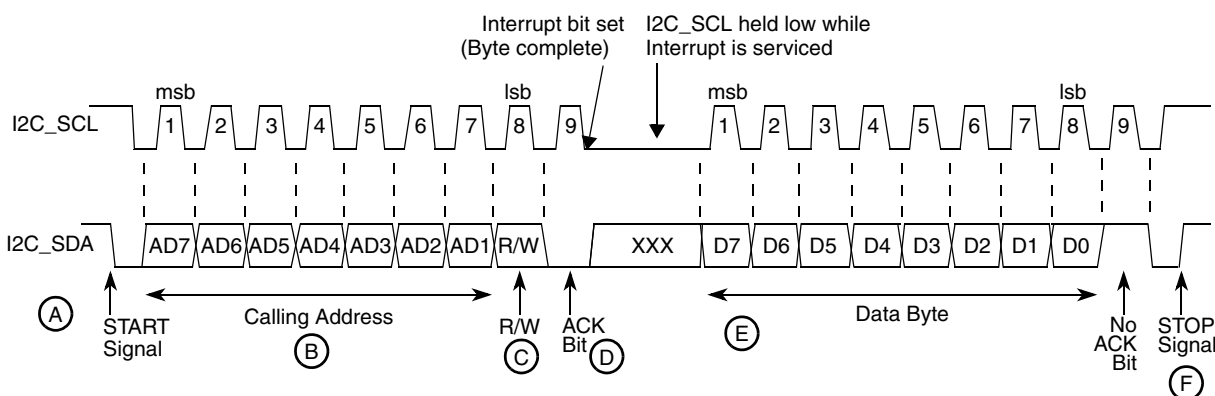 Interrupt bit set
(Byte complete)
I2C_SCL held low while
Interrupt is serviced
msb
lsb
msb
lsb
I2C_SCL
1 2 3 4 5 6 7 8 9 1 2 3 4 5 6 7 8 9
I2C_SDA
AD7 AD6 AD5 AD4 AD3 AD2 AD1 R/W XXX D7 D6 D5 D4 D3 D2 D1 D0
A
START
Signal
Calling Address
B
R/W
C
ACK
Bit
D
E
Data Byte
No
ACK
Bit
STOP
Signal
F